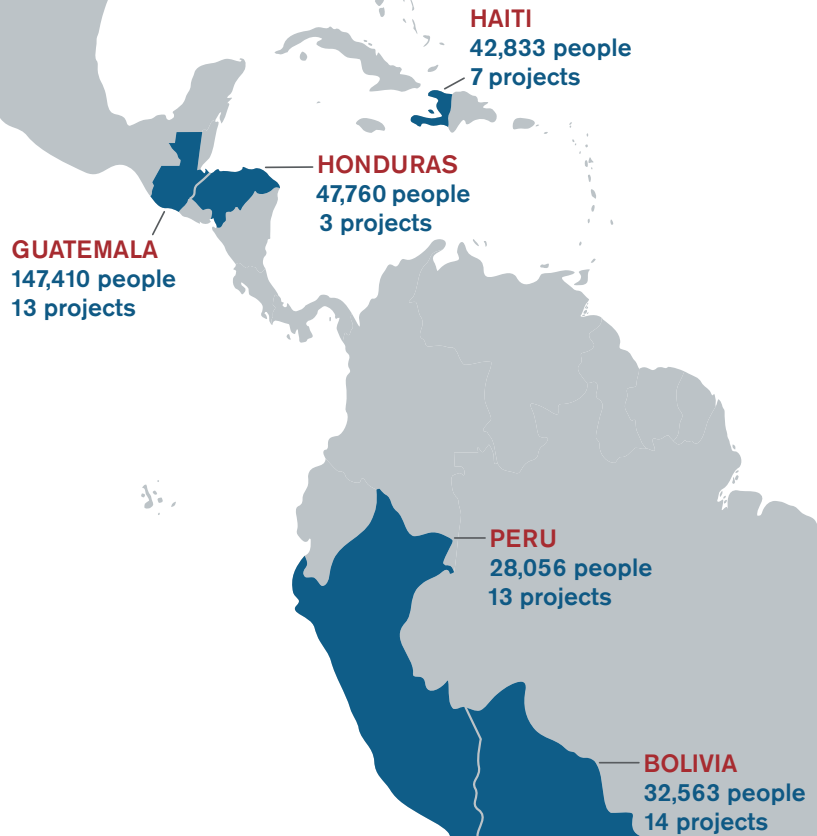 HAITI
42,833 people
7 projects
HONDURAS
47,760 people
3 projects
GUATEMALA
147,410 people
13 projects
PERU
28,056 people
13 projects
BOLIVIA
32,563 people
14 projects